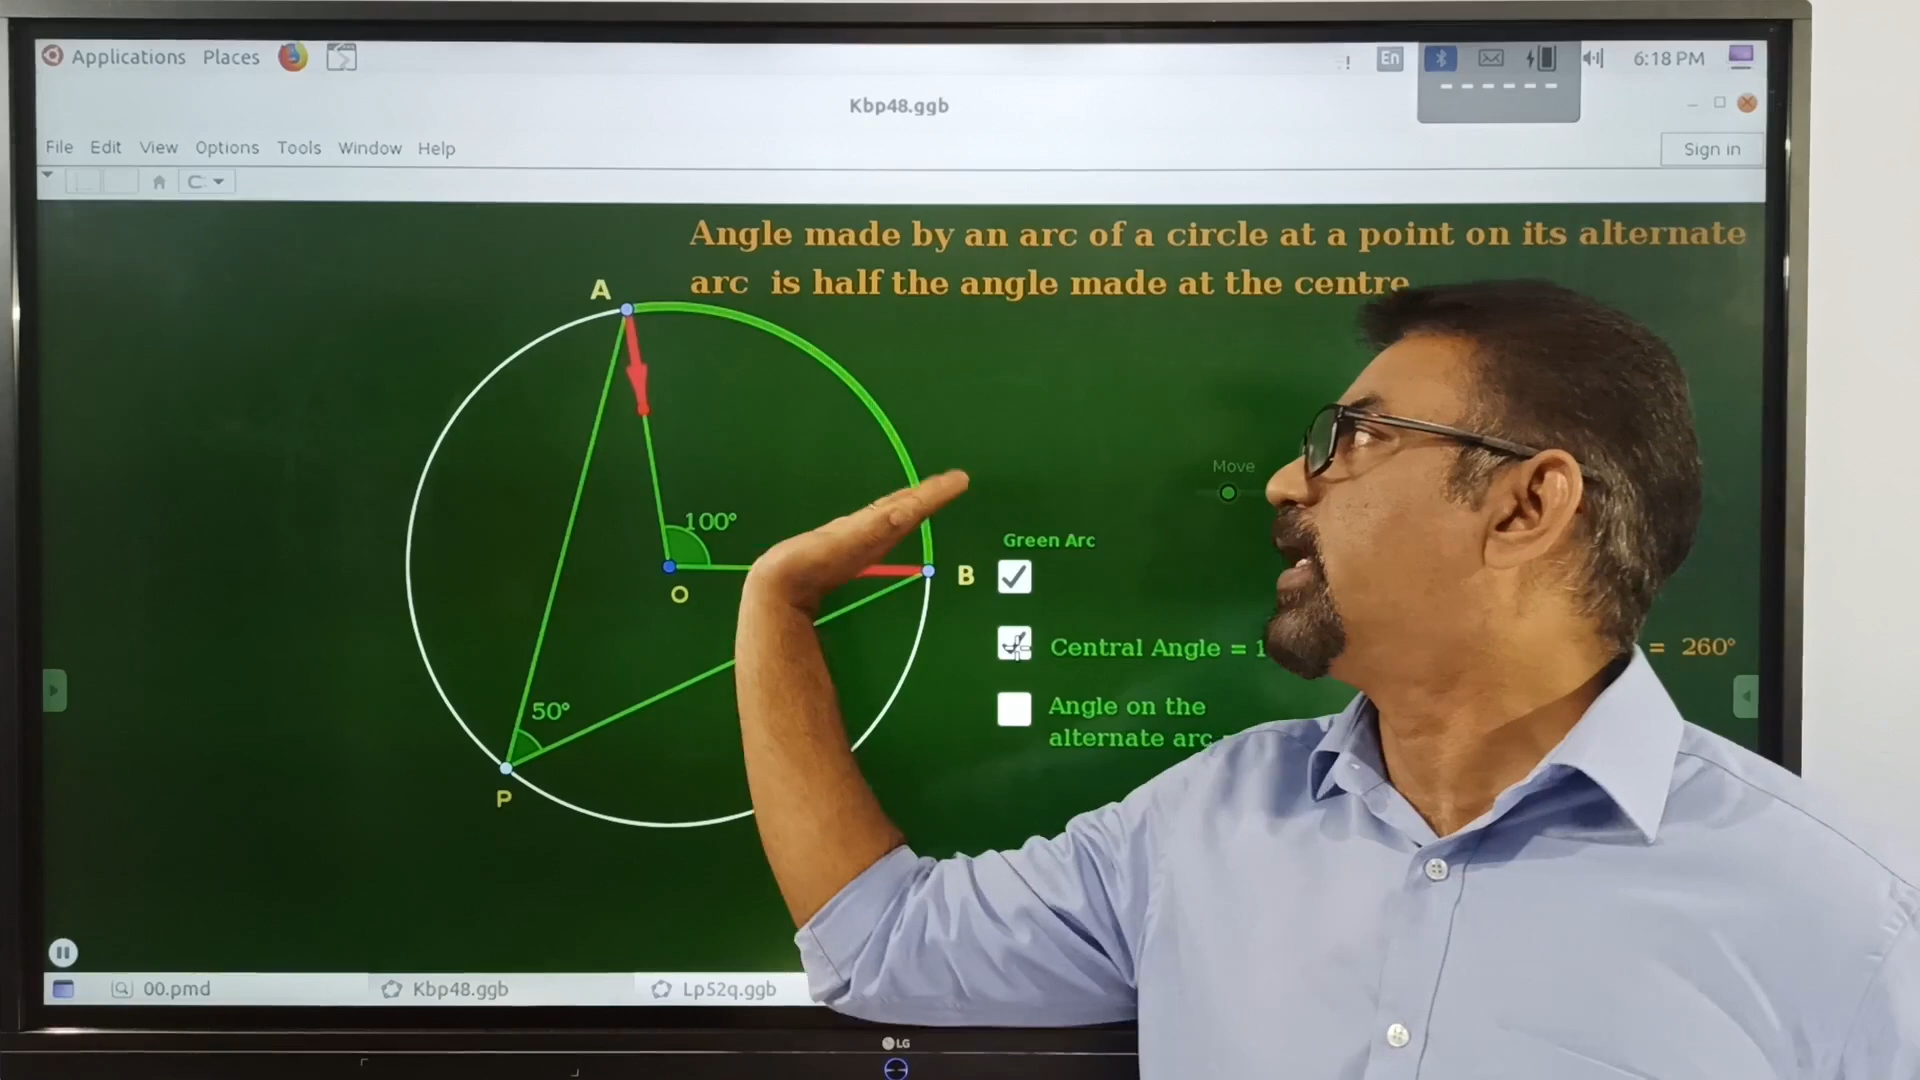 Applications Places
En
6:18 PM
Kbp48.ggb
File Edit View Options Tools Window Help
Sign in
Angle made by an arc of a circle at a point on its alternate
arc is half the angle made at the centre
A
Move
100°
Green Arc
B
O
Central Angle = 1
= 260°
50°
Angle on the
alternate arc
P
00.pmd
Kbp48.ggb
Lp52q.ggb
LG